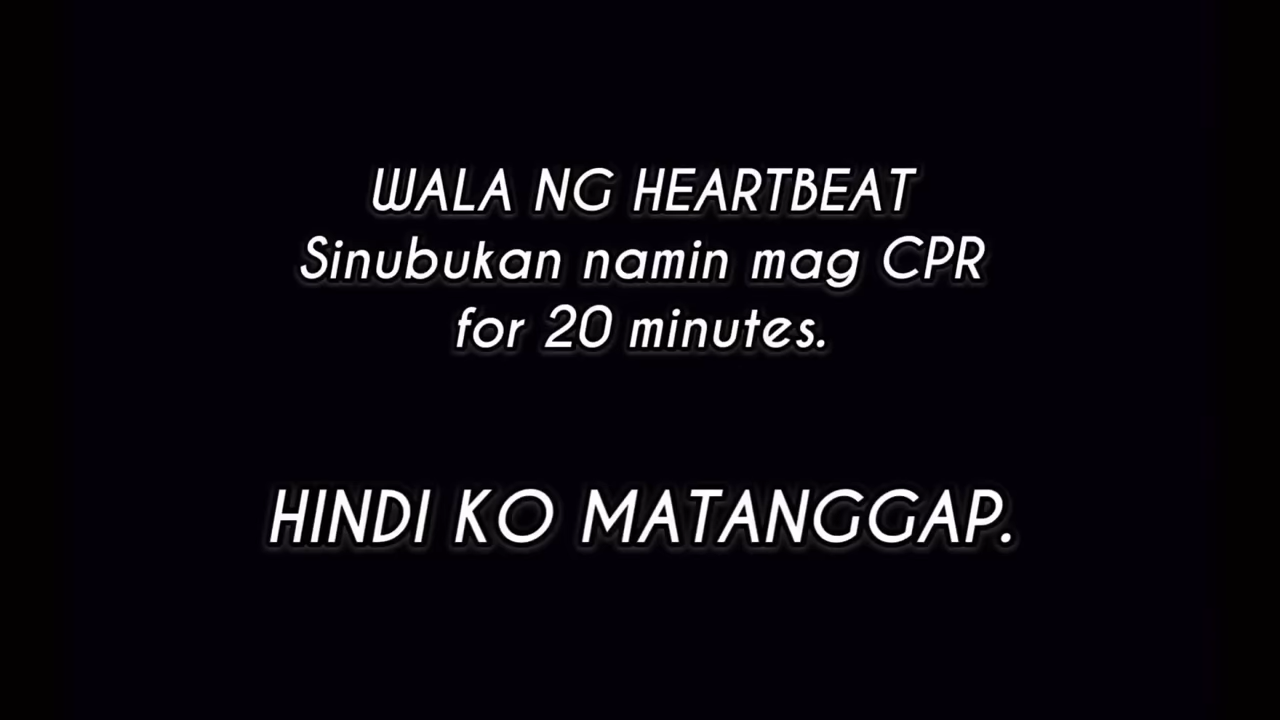 WALA NG HEARTBEAT
Sinubukan namin mag CPR
for 20 minutes.
HINDI KO MATANGGAP.